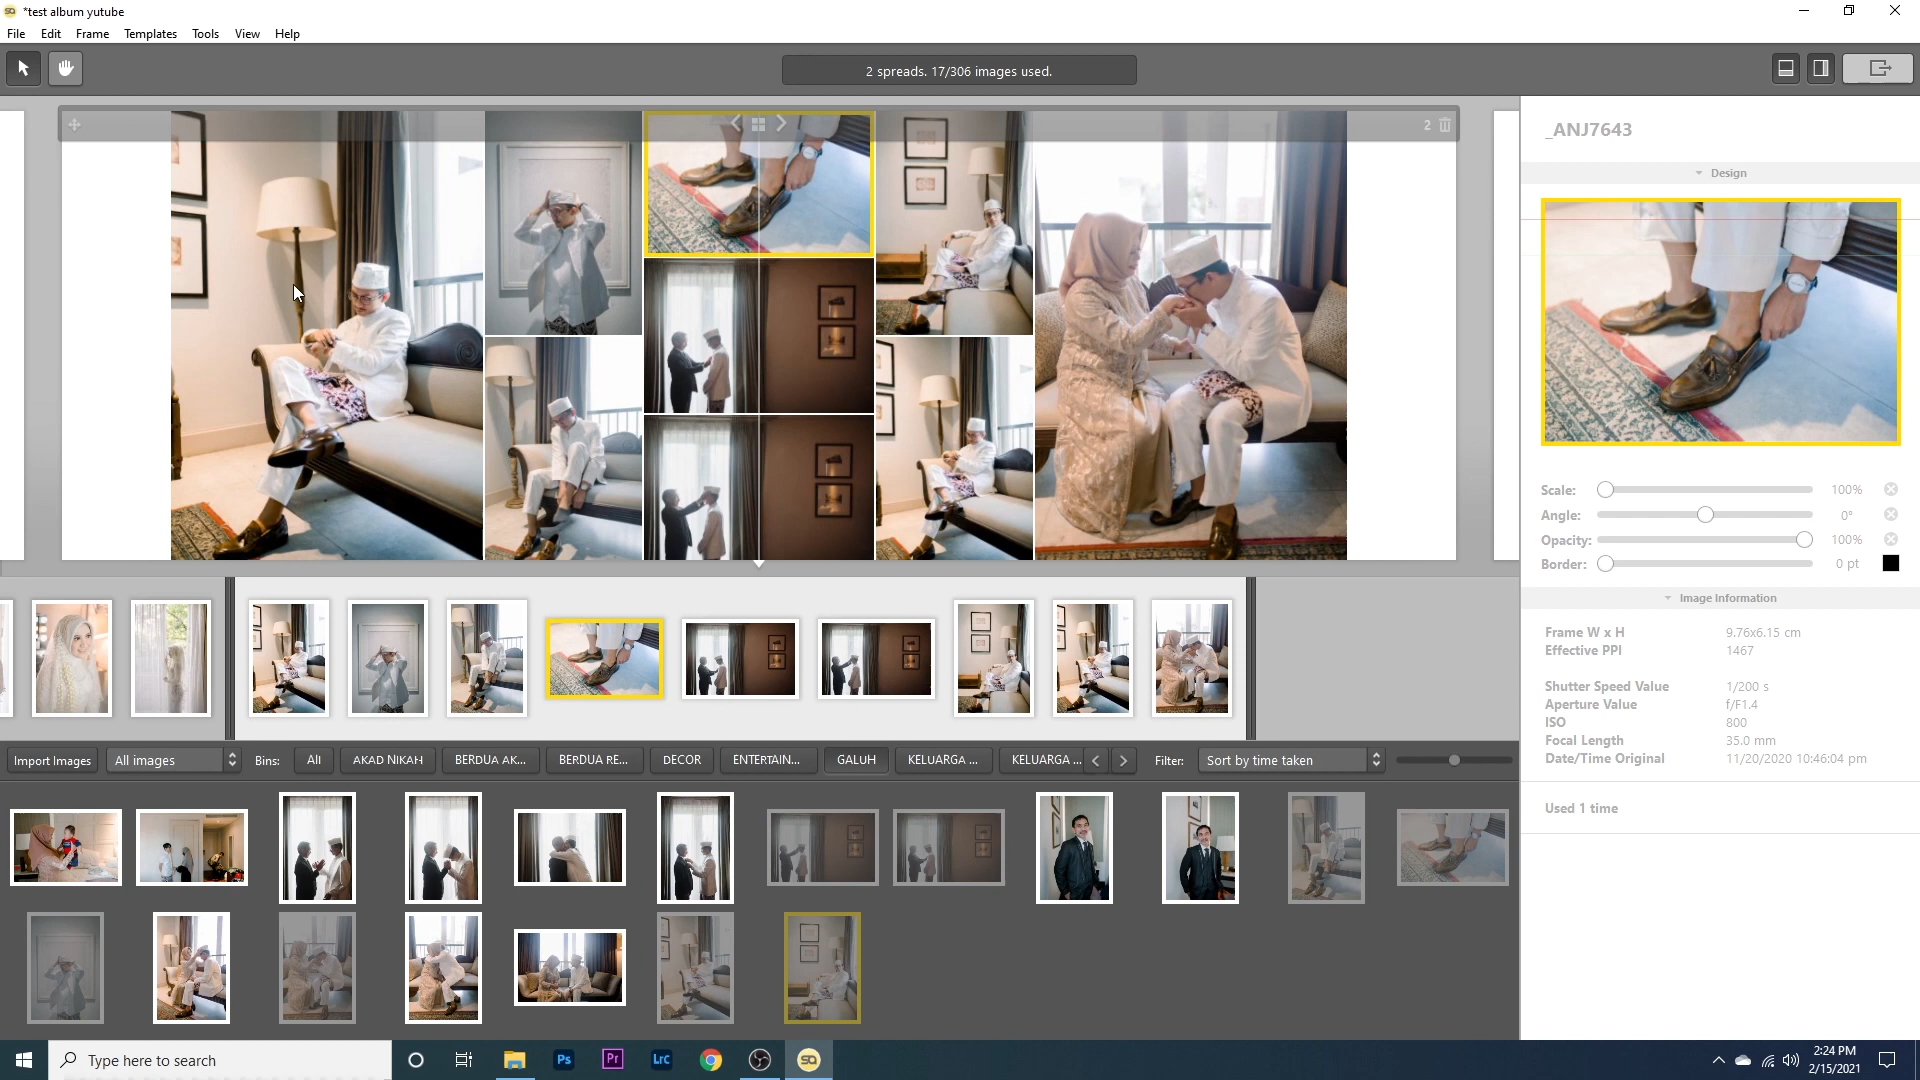 SD *test album yutube
File Edit Frame Templates Tools View Help
2 spreads. 17/306 images used.
2
_ANJ7643
Design
Scale: 100%
Angle: 0°
Opacity: 100%
Border: 0 pt
Image Information
Frame W x H 9.76x6.15 cm
Effective PPI 1467
Shutter Speed Value 1/200 s
Aperture Value f/F1.4
ISO 800
Focal Length 35.0 mm
Date/Time Original 11/20/2020 10:46:04 pm
Used 1 time
Import Images All images Bins: All AKAD NIKAH BERDUA AK... BERDUA RE... DECOR ENTERTAIN... GALUH KELUARGA ... KELUARGA ... Filter: Sort by time taken
Type here to search Ps Pr Lrc SD 2:24 PM
2/15/2021